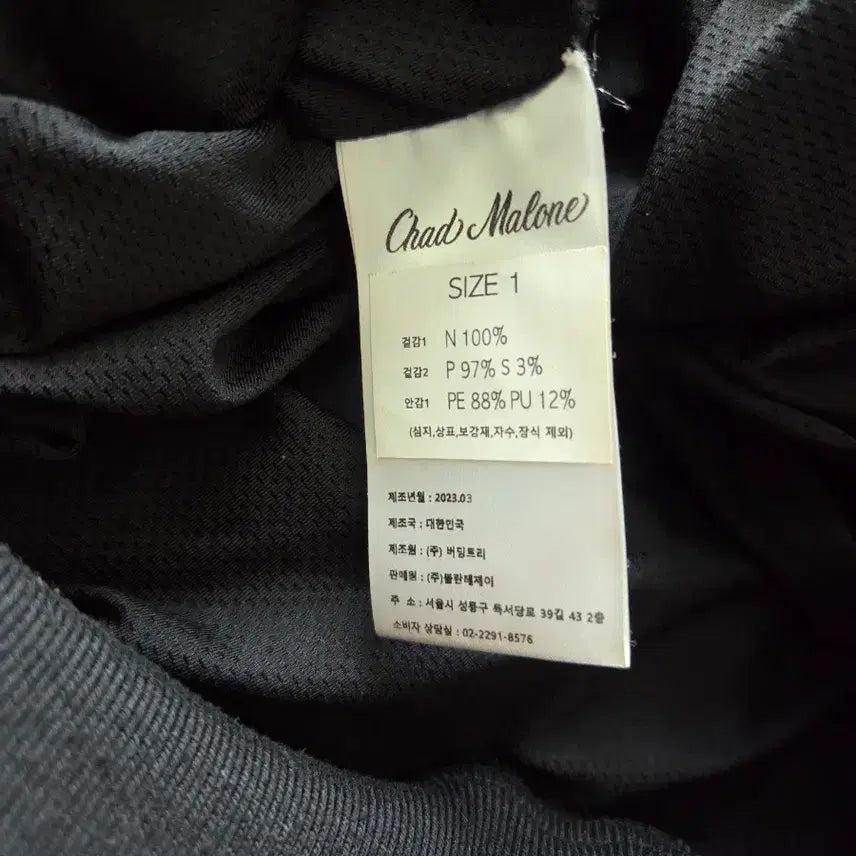 Chad Malone
SIZE 1
겉감1 N 100%
겉감2 P 97% S 3%
안감1 PE 88% PU 12%
(심지,상표,보강재,자수,장식 제외)
제조년월 : 2023.03
제조국 : 대한민국
제조원 : (주) 버딩트리
판매원 : (주)볼란테제이
주 소 : 서울시 성동구 독서당로 39길 43 2층
소비자 상담실 : 02-2291-8576